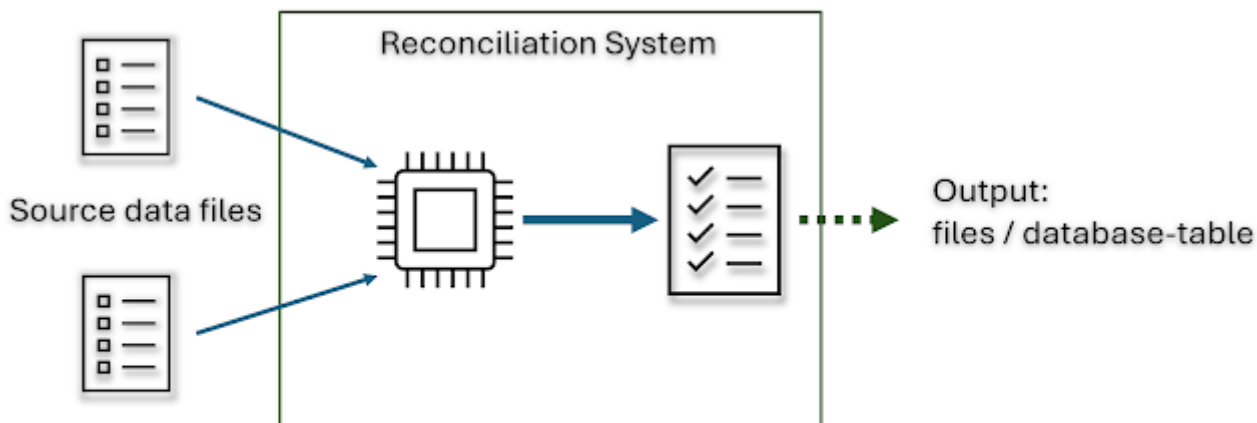 Reconciliation System
Source data files
Output:
files / database-table